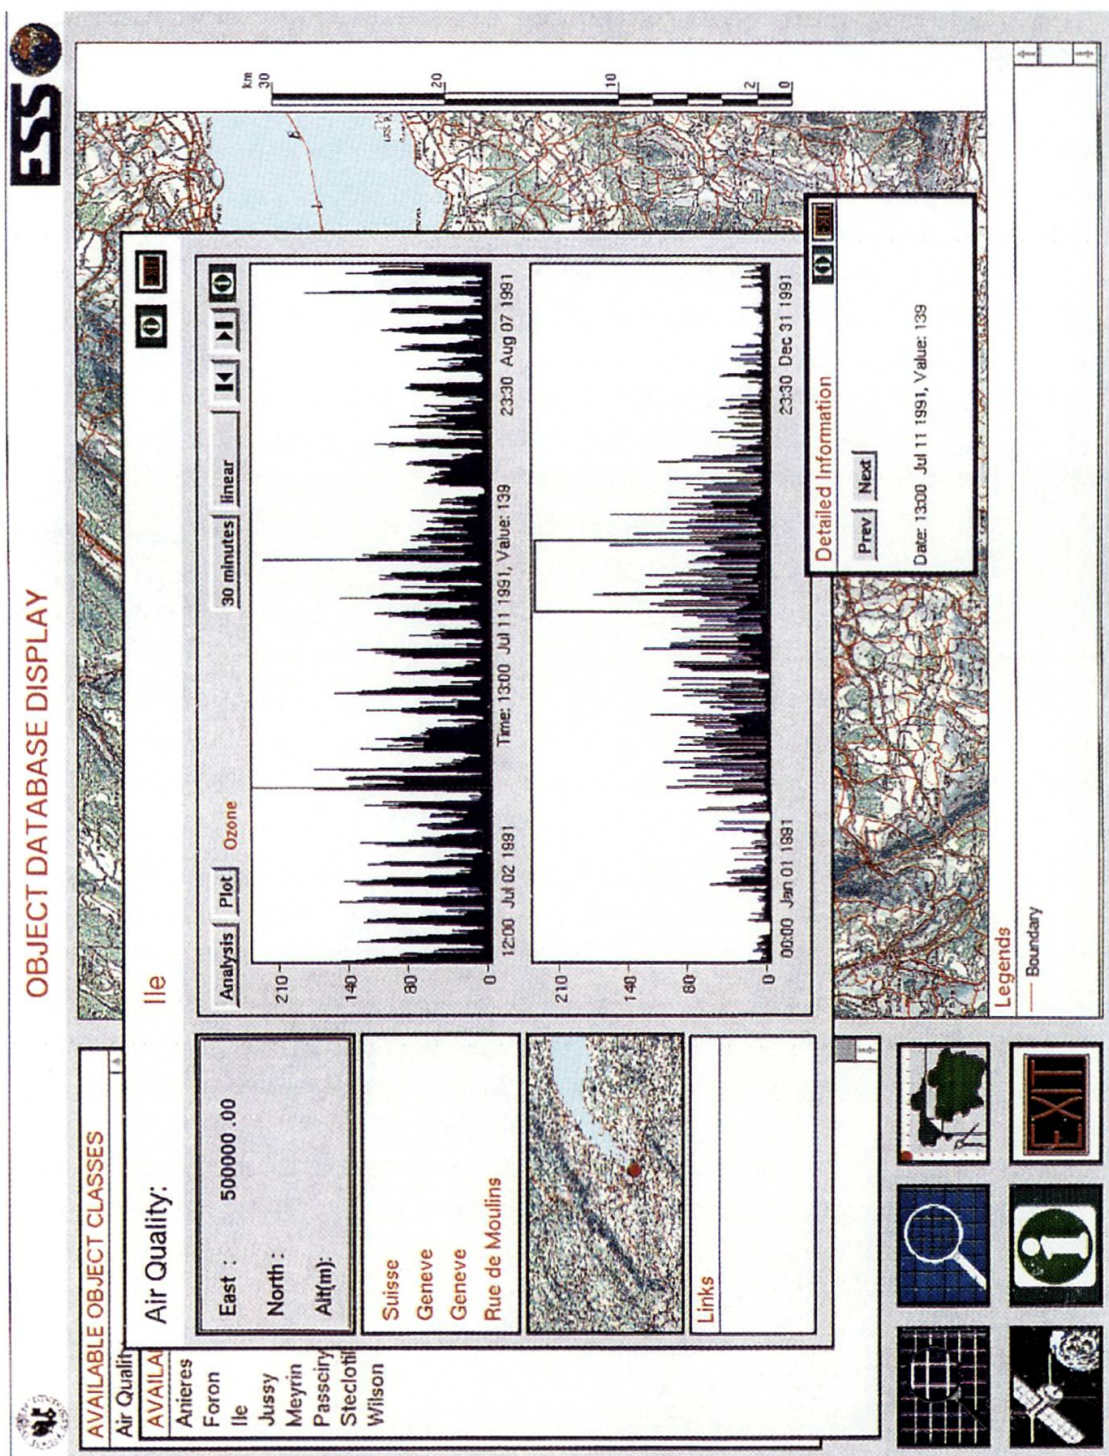 OBJECT DATABASE DISPLAY
ESS
AVAILABLE OBJECT CLASSES
Air Quality
AVAILA
Anieres
Foron
Ile
Jussy
Meyrin
Passeiry
Steclotil
Wilson
Air Quality:
Ile
East : 500000 .00
North :
Alt(m):
Suisse
Geneve
Geneve
Rue de Moulins
Links
Analysis Plot Ozone 30 minutes linear
210
140
80
0
12:00 Jul 02 1991 Time: 13:00 Jul 11 1991, Value: 139 23:30 Aug 07 1991
210
140
80
0
00:00 Jan 01 1991 23:30 Dec 31 1991
Detailed Information
EXIT
Prev Next
Date: 13:00 Jul 11 1991, Value: 139
km
30
20
10
2
0
Legends
Boundary
EXIT